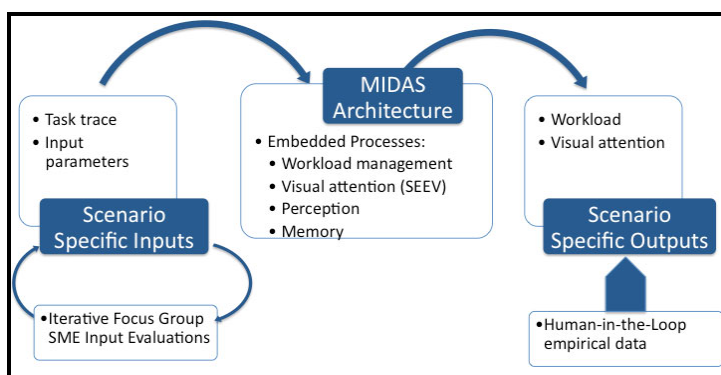 • Task trace
• Input
parameters
Scenario
Specific Inputs
•Iterative Focus Group
SME Input Evaluations
MIDAS
Architecture
• Embedded Processes:
• Workload management
• Visual attention (SEEV)
• Perception
• Memory
• Workload
• Visual attention
Scenario
Specific Outputs
•Human-in-the-Loop
empirical data